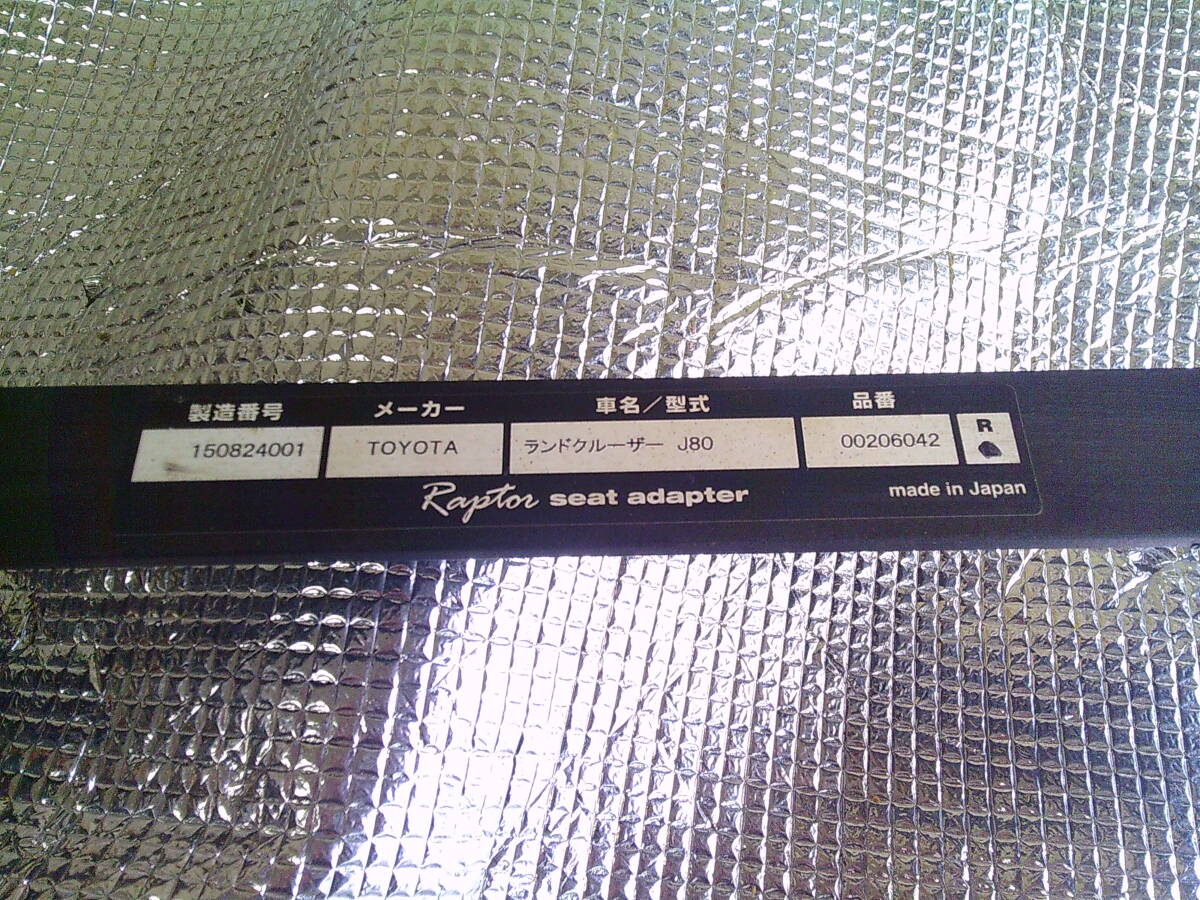 製造番号 メーカー 車名／型式 品番 R
150824001 TOYOTA ランドクルーザー J80 00206042
Raptor seat adapter made in Japan